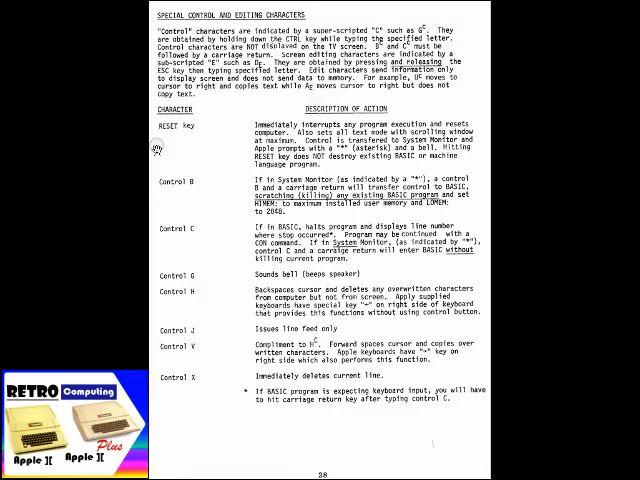 SPECIAL CONTROL AND EDITING CHARACTERS
"Control" characters are indicated by a super-scripted "C" such as Gᶜ. They
are obtained by holding down the CTRL key while typing the specified letter.
Control characters are NOT displayed on the TV screen. Bᶜ and Cᶜ must be
followed by a carriage return. Screen editing characters are indicated by a
sub-scripted "E" such as Dᴇ. They are obtained by pressing and releasing the
ESC key then typing specified letter. Edit characters send information only
to display screen and does not send data to memory. For example, Uᶜ moves to
cursor to right and copies text while Aᴇ moves cursor to right but does not
copy text.
CHARACTER DESCRIPTION OF ACTION
RESET key Immediately interrupts any program execution and resets
computer. Also sets all text mode with scrolling window
at maximum. Control is transfered to System Monitor and
Apple prompts with a "*" (asterisk) and a bell. Hitting
RESET key does NOT destroy existing BASIC or machine
language program.
Control B If in System Monitor (as indicated by a "*"), a control
B and a carriage return will transfer control to BASIC,
scratching (killing) any existing BASIC program and set
HIMEM: to maximum installed user memory and LOMEM:
to 2048.
Control C If in BASIC, halts program and displays line number
where stop occurred*. Program may be continued with a
CON command. If in System Monitor, (as indicated by "*"),
control C and a carraige return will enter BASIC without
killing current program.
Control G Sounds bell (beeps speaker)
Control H Backspaces cursor and deletes any overwritten characters
from computer but not from screen. Apply supplied
keyboards have special key "←" on right side of keyboard
that provides this functions without using control button.
Control J Issues line feed only
Control V Compliment to Hᶜ. Forward spaces cursor and copies over
written characters. Apple keyboards have "→" key on
right side which also performs this function.
Control X Immediately deletes current line.
* If BASIC program is expecting keyboard input, you will have
to hit carriage return key after typing control C.
28
RETRO Computing
Plus
Apple ][ Apple ][